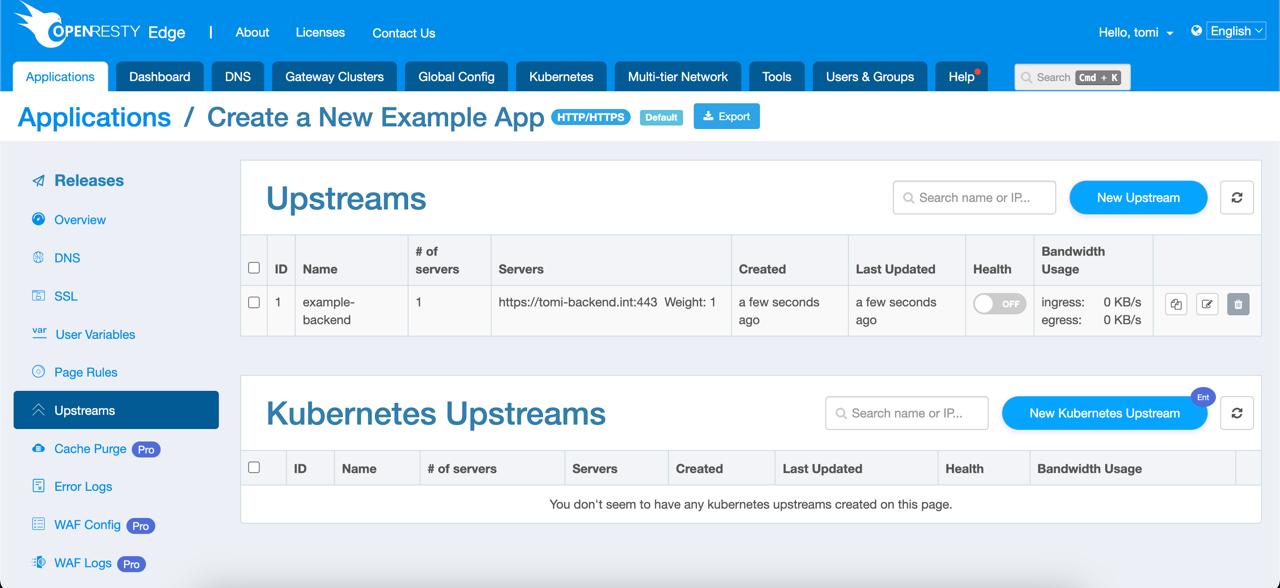 OPENRESTY Edge | About Licenses Contact Us Hello, tomi English
Applications Dashboard DNS Gateway Clusters Global Config Kubernetes Multi-tier Network Tools Users & Groups Help Search Cmd + K
Applications / Create a New Example App HTTP/HTTPS Default Export
Releases
Overview
DNS
SSL
var User Variables
Page Rules
Upstreams
Cache Purge Pro
Error Logs
WAF Config Pro
WAF Logs Pro
Upstreams Search name or IP... New Upstream
ID Name # of servers Servers Created Last Updated Health Bandwidth Usage
1 example-backend 1 https://tomi-backend.int:443 Weight: 1 a few seconds ago a few seconds ago OFF ingress: 0 KB/s
egress: 0 KB/s
Kubernetes Upstreams Search name or IP... New Kubernetes Upstream Ent
ID Name # of servers Servers Created Last Updated Health Bandwidth Usage
You don't seem to have any kubernetes upstreams created on this page.